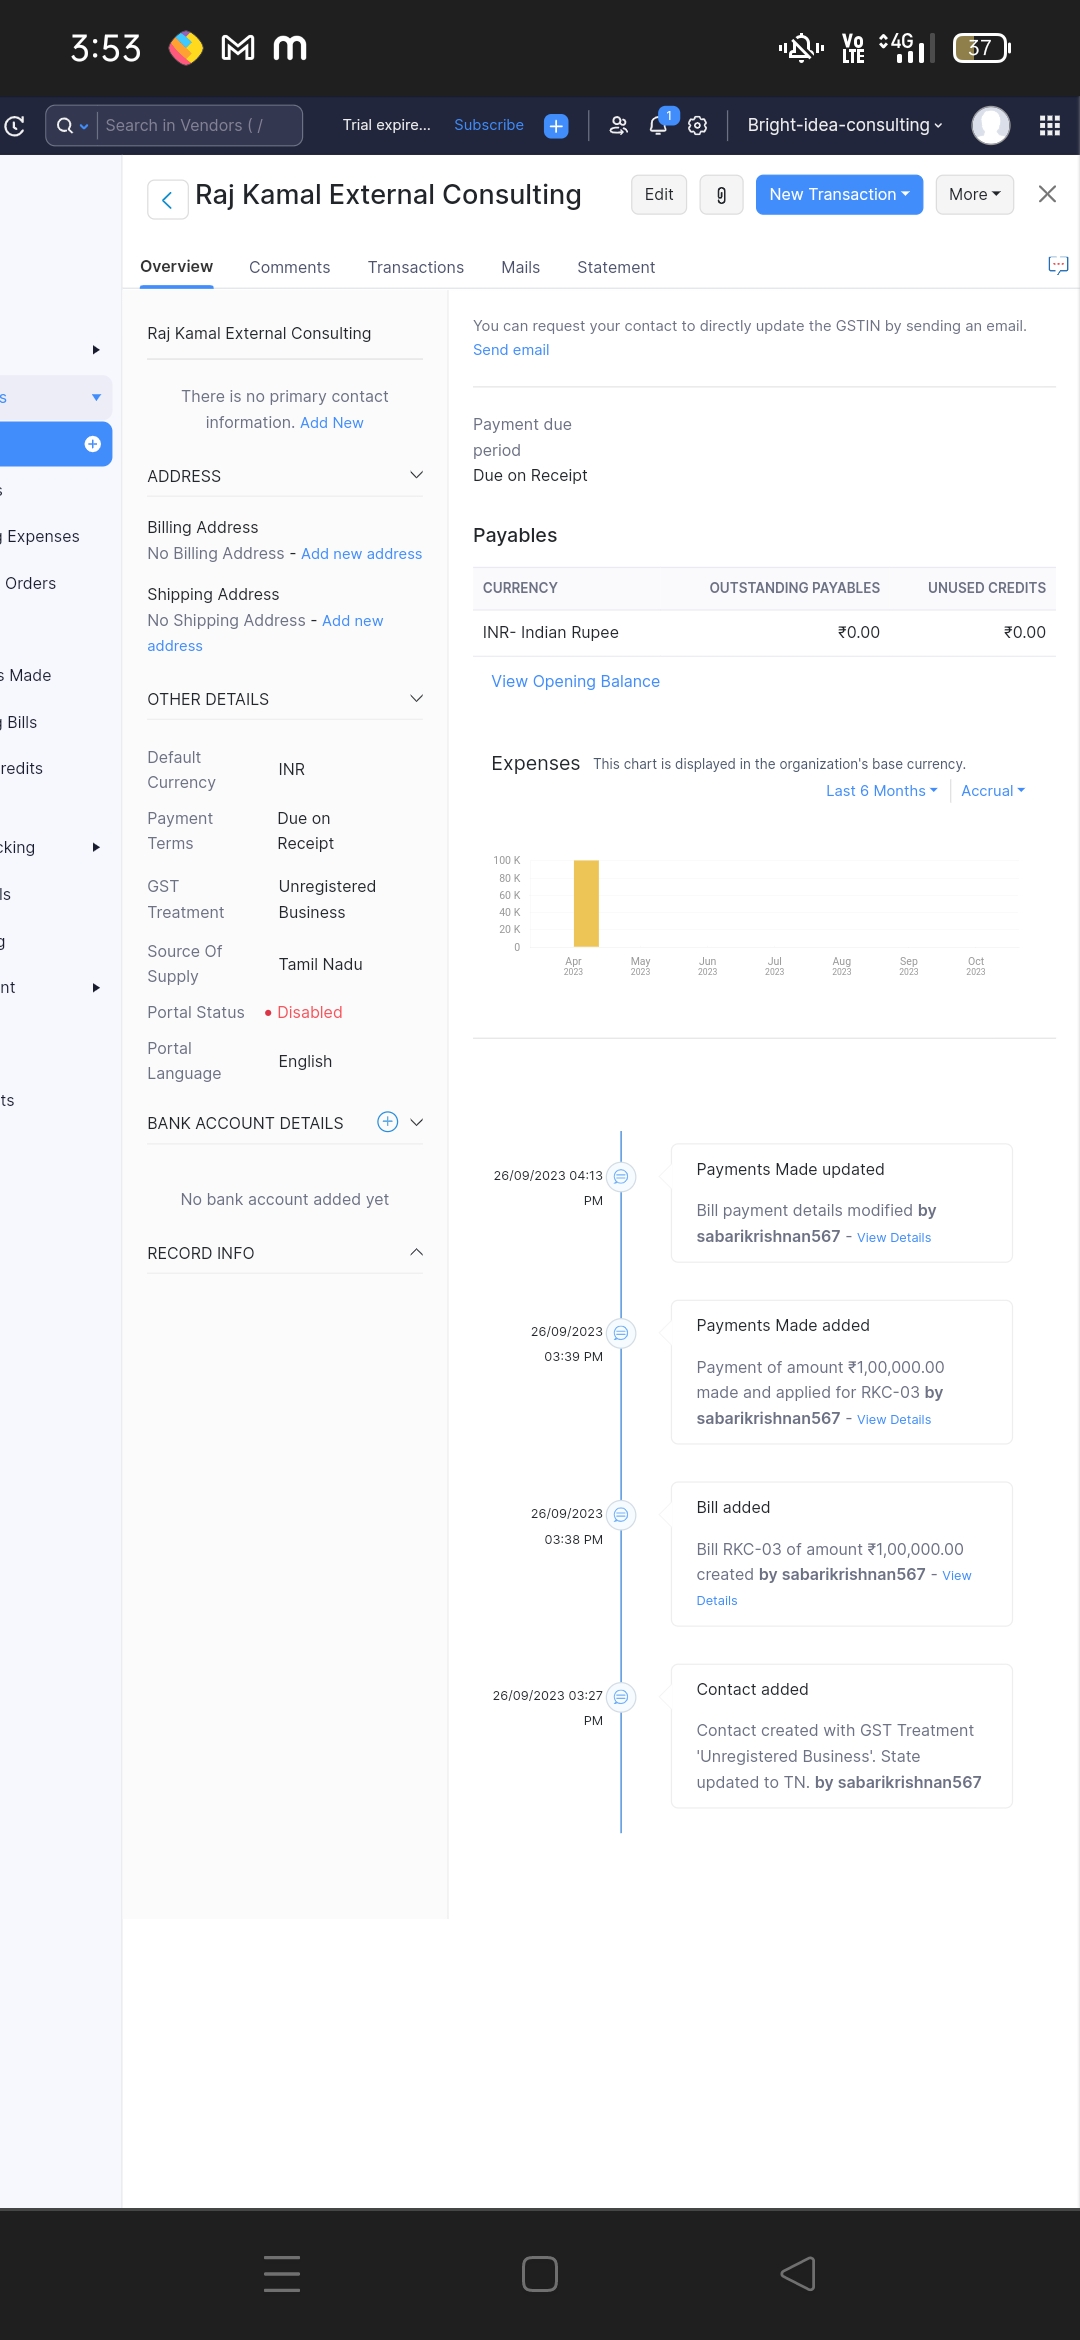 3:53
Vo LTE 4G 37
Search in Vendors ( /
Trial expire... Subscribe
1
Bright-idea-consulting
Raj Kamal External Consulting
Edit
New Transaction
More
Overview Comments Transactions Mails Statement
s
s
g Expenses
Orders
s Made
g Bills
redits
cking
ls
g
nt
ts
Raj Kamal External Consulting
There is no primary contact
information. Add New
ADDRESS
Billing Address
No Billing Address - Add new address
Shipping Address
No Shipping Address - Add new
address
OTHER DETAILS
Default
Currency
INR
Payment
Terms
Due on
Receipt
GST
Treatment
Unregistered
Business
Source Of
Supply
Tamil Nadu
Portal Status • Disabled
Portal
Language
English
BANK ACCOUNT DETAILS
No bank account added yet
RECORD INFO
You can request your contact to directly update the GSTIN by sending an email.
Send email
Payment due
period
Due on Receipt
Payables
CURRENCY OUTSTANDING PAYABLES UNUSED CREDITS
INR- Indian Rupee ₹0.00 ₹0.00
View Opening Balance
Expenses This chart is displayed in the organization's base currency.
Last 6 Months Accrual
100 K
80 K
60 K
40 K
20 K
0
Apr May Jun Jul Aug Sep Oct
2023 2023 2023 2023 2023 2023 2023
26/09/2023 04:13
PM
Payments Made updated
Bill payment details modified by
sabarikrishnan567 - View Details
26/09/2023
03:39 PM
Payments Made added
Payment of amount ₹1,00,000.00
made and applied for RKC-03 by
sabarikrishnan567 - View Details
26/09/2023
03:38 PM
Bill added
Bill RKC-03 of amount ₹1,00,000.00
created by sabarikrishnan567 - View
Details
26/09/2023 03:27
PM
Contact added
Contact created with GST Treatment
'Unregistered Business'. State
updated to TN. by sabarikrishnan567